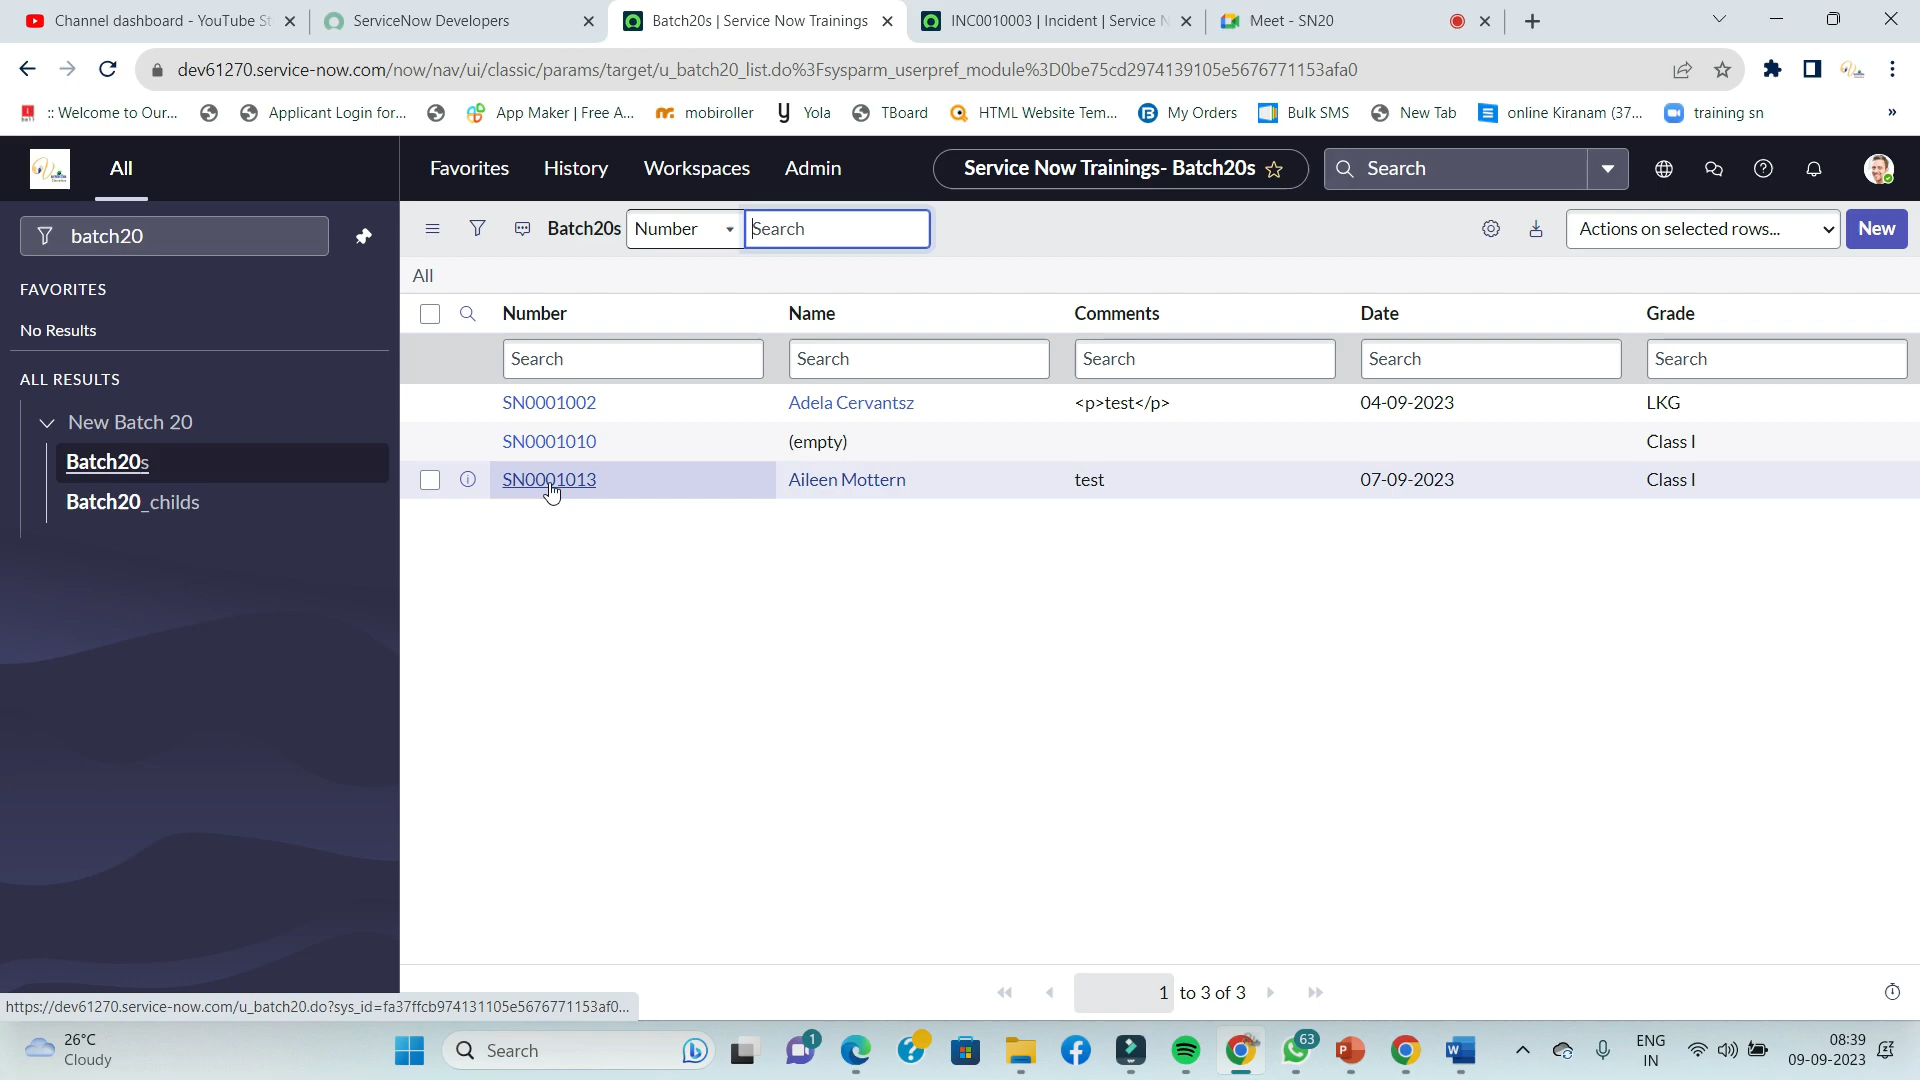 Channel dashboard - YouTube St
ServiceNow Developers
Batch20s | Service Now Trainings
INC0010003 | Incident | Service N
Meet - SN20
dev61270.service-now.com/now/nav/ui/classic/params/target/u_batch20_list.do%3Fsysparm_userpref_module%3D0be75cd2974139105e5676771153afa0
:: Welcome to Our...
Applicant Login for...
App Maker | Free A...
mobiroller
Yola
TBoard
HTML Website Tem...
My Orders
Bulk SMS
New Tab
online Kiranam (37...
training sn
»
All
Favorites
History
Workspaces
Admin
Service Now Trainings- Batch20s
Search
batch20
Batch20s
Number
Search
Actions on selected rows...
New
FAVORITES
No Results
ALL RESULTS
New Batch 20
Batch20s
Batch20_childs
All
Number Name Comments Date Grade
Search Search Search Search Search
SN0001002 Adela Cervantsz <p>test</p> 04-09-2023 LKG
SN0001010 (empty) Class I
SN0001013 Aileen Mottern test 07-09-2023 Class I
1 to 3 of 3
https://dev61270.service-now.com/u_batch20.do?sys_id=fa37ffcb974131105e5676771153af0...
26°C
Cloudy
Search
1
63
ENG
IN
08:39
09-09-2023